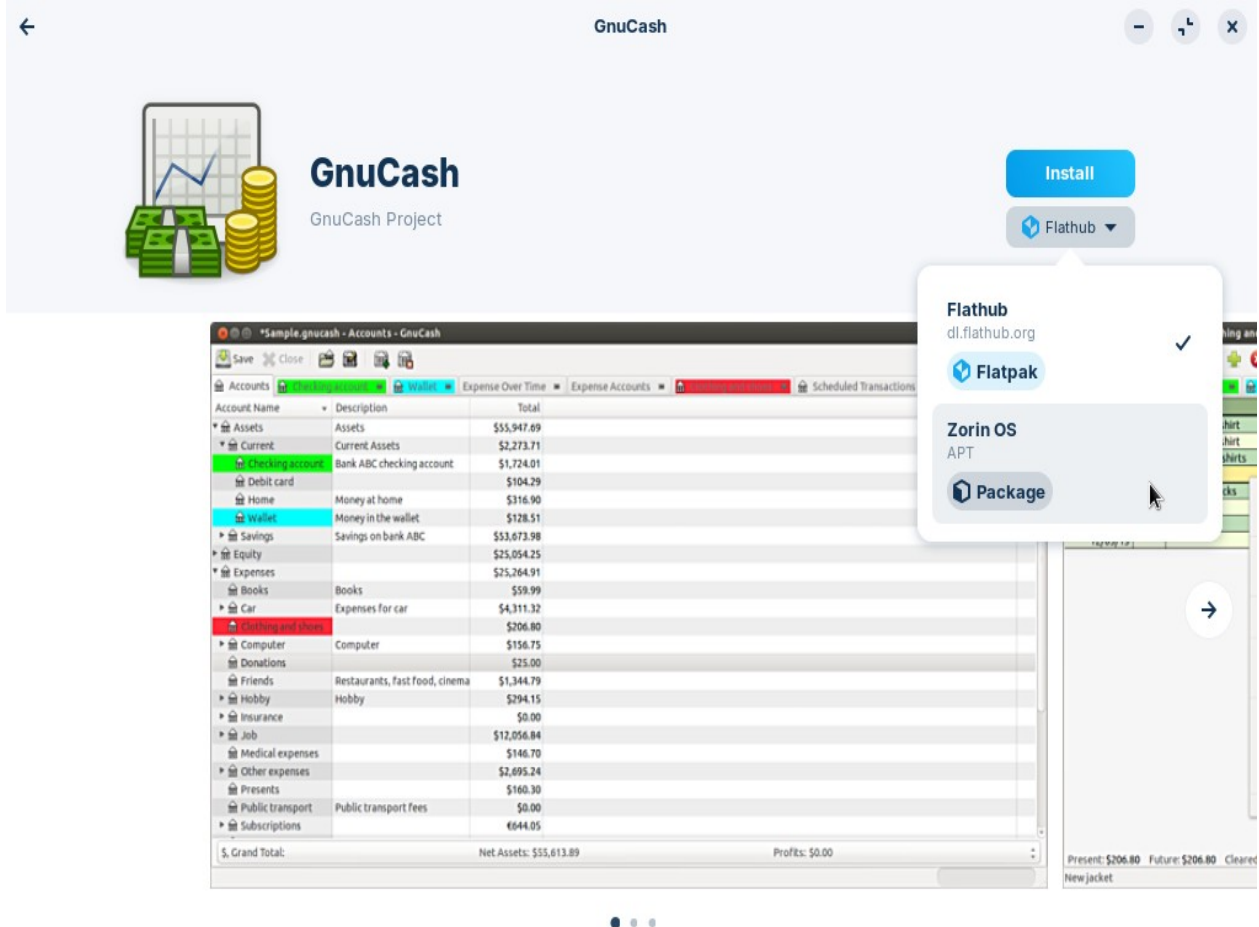 GnuCash
GnuCash
GnuCash Project
Install
Flathub
Flathub
dl.flathub.org
Flatpak
Zorin OS
APT
Package
*Sample.gnucash - Accounts - GnuCash
Save Close
Accounts Checking account Wallet Expense Over Time Expense Accounts Clothing and shoes Scheduled Transactions
Account Name Description Total
Assets Assets $55,947.69
Current Current Assets $2,273.71
Checking account Bank ABC checking account $1,724.01
Debit card $104.29
Home Money at home $316.90
Wallet Money in the wallet $128.51
Savings Savings on bank ABC $53,673.98
Equity $25,054.25
Expenses $25,264.91
Books Books $59.99
Car Expenses for car $4,311.32
Clothing and shoes $206.80
Computer Computer $156.75
Donations $25.00
Friends Restaurants, fast food, cinema $1,344.79
Hobby Hobby $294.15
Insurance $0.00
Job $12,056.84
Medical expenses $146.70
Other expenses $2,695.24
Presents $160.30
Public transport Public transport fees $0.00
Subscriptions €644.05
$, Grand Total: Net Assets: $55,613.89 Profits: $0.00
hing and
hirt
hirt
shirts
cks
Present: $206.80 Future: $206.80 Cleared
New jacket